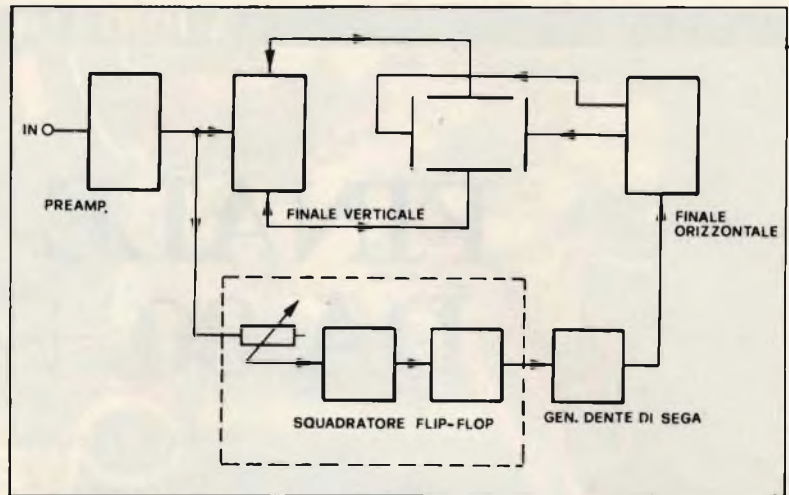 IN
PREAMP.
FINALE VERTICALE
FINALE
ORIZZONTALE
SQUADRATORE FLIP-FLOP
GEN. DENTE DI SEGA